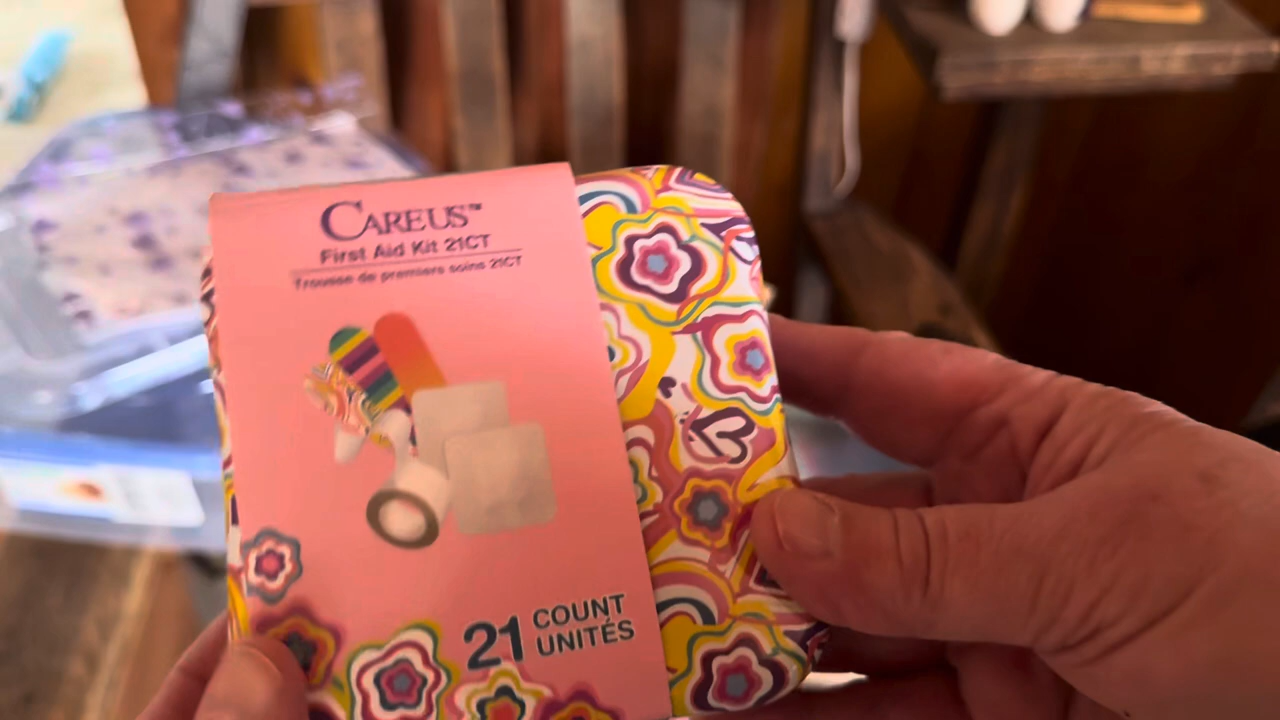 CAREUS™
First Aid Kit 21CT
Trousse de premiers soins 21CT
21 COUNT
UNITÉS